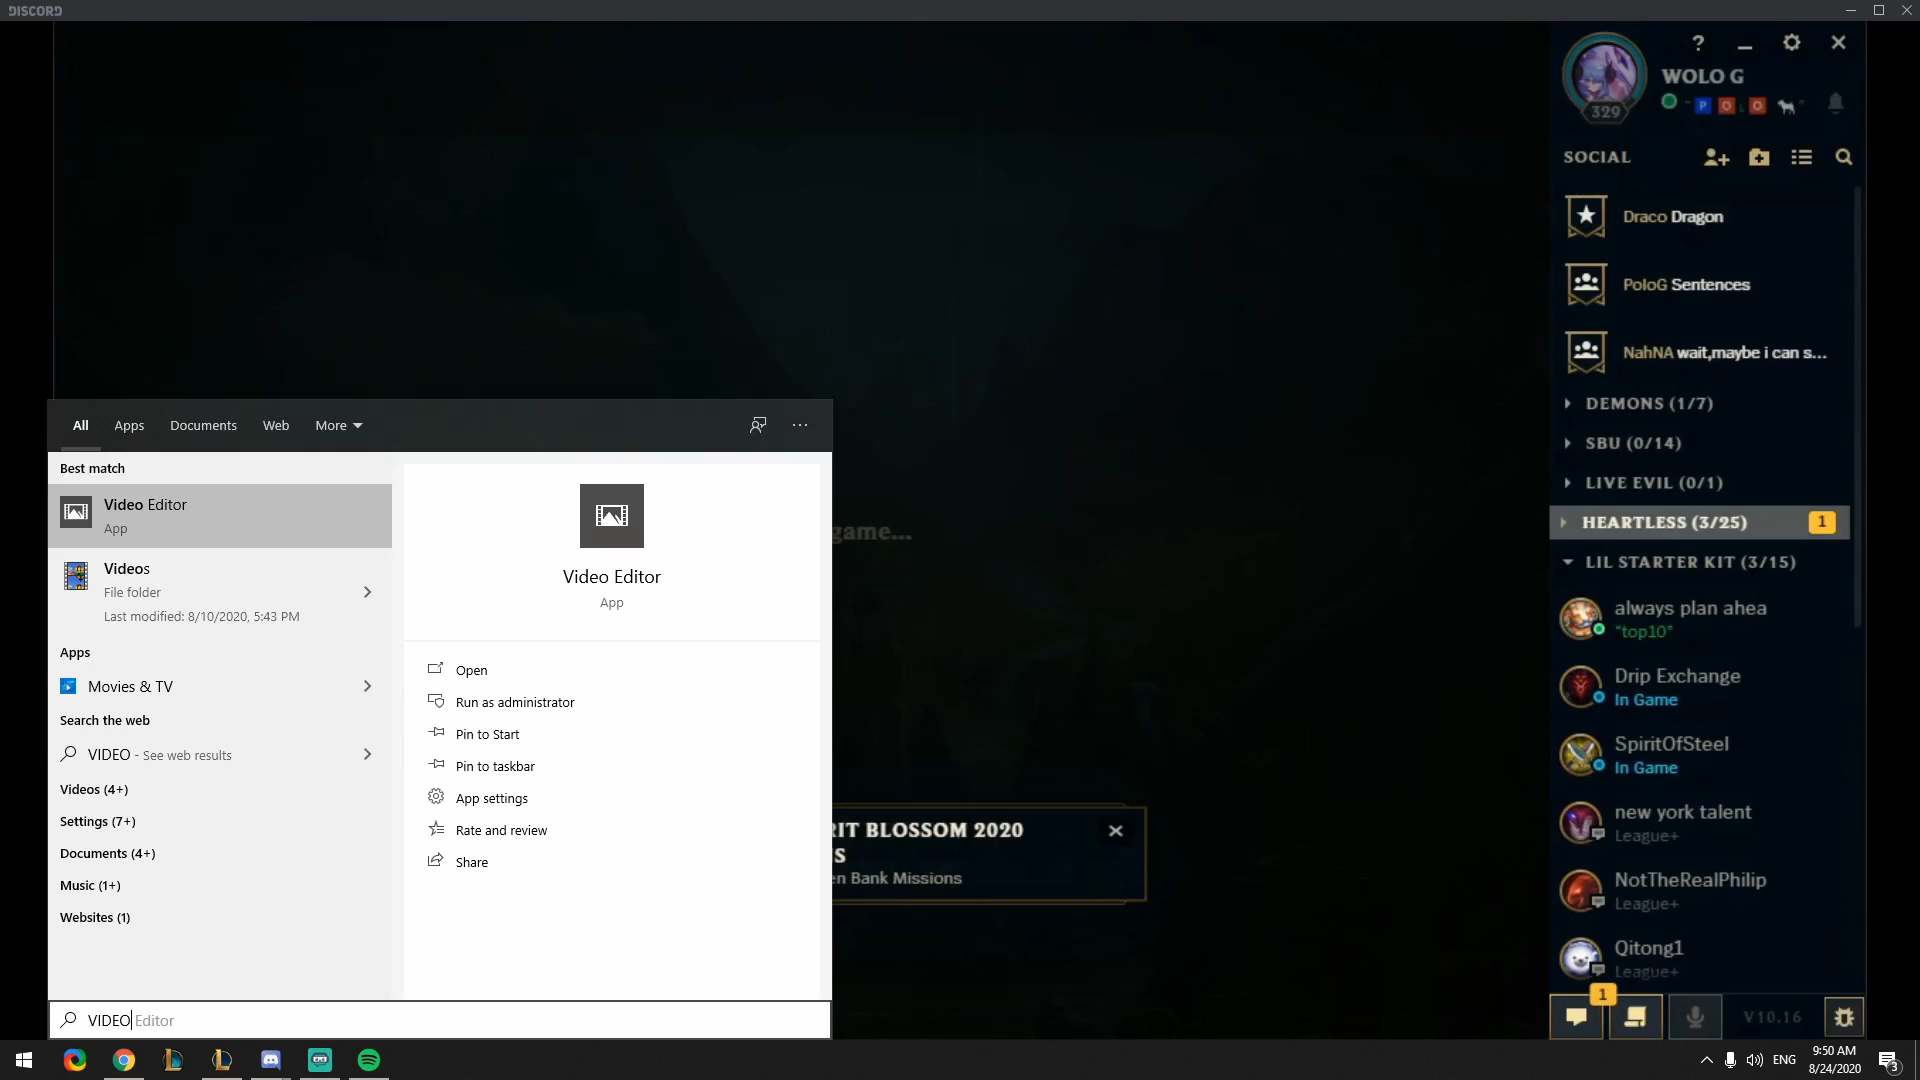 DISCORD
?
WOLO G
329
P O L O
SOCIAL
Draco Dragon
PoloG Sentences
NahNA wait,maybe i can s...
DEMONS (1/7)
SBU (0/14)
LIVE EVIL (0/1)
HEARTLESS (3/25)
1
LIL STARTER KIT (3/15)
always plan ahea
"top10"
Drip Exchange
In Game
SpiritOfSteel
In Game
new york talent
League+
NotTheRealPhilip
League+
Qitong1
League+
1
V10.16
game...
RIT BLOSSOM 2020
S
en Bank Missions
All Apps Documents Web More
Best match
Video Editor
App
Videos
File folder
Last modified: 8/10/2020, 5:43 PM
Apps
Movies & TV
Search the web
VIDEO - See web results
Videos (4+)
Settings (7+)
Documents (4+)
Music (1+)
Websites (1)
Video Editor
App
Open
Run as administrator
Pin to Start
Pin to taskbar
App settings
Rate and review
Share
VIDEO Editor
ENG
9:50 AM
8/24/2020
3